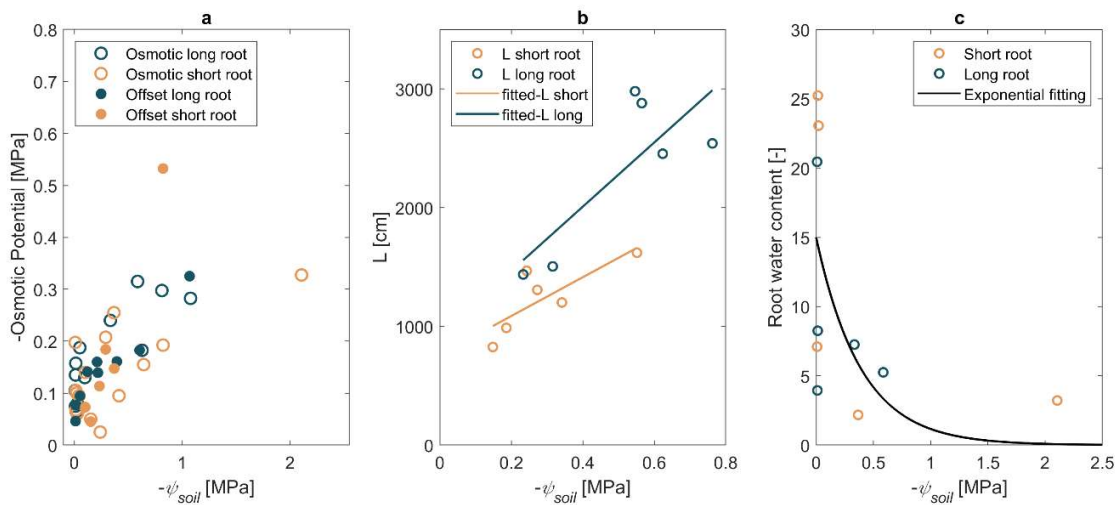 a
Osmotic long root
Osmotic short root
Offset long root
Offset short root
-Osmotic Potential [MPa]
0.8
0.7
0.6
0.5
0.4
0.3
0.2
0.1
0
0 1 2
-ψsoil [MPa]
b
L short root
L long root
fitted-L short
fitted-L long
L [cm]
3000
2000
1000
0
0 0.2 0.4 0.6 0.8
-ψsoil [MPa]
c
Short root
Long root
Exponential fitting
Root water content [-]
30
25
20
15
10
5
0
0 0.5 1 1.5 2 2.5
-ψsoil [MPa]